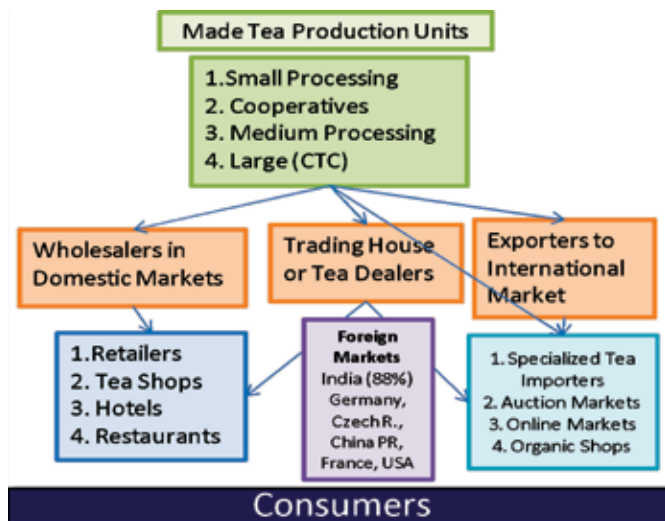 Made Tea Production Units
1.Small Processing
2. Cooperatives
3. Medium Processing
4. Large (CTC)
Wholesalers in
Domestic Markets
Trading House
or Tea Dealers
Exporters to
International
Market
1.Retailers
2. Tea Shops
3. Hotels
4. Restaurants
Foreign
Markets
India (88%)
Germany,
Czech R.,
China PR,
France, USA
1. Specialized Tea
Importers
2. Auction Markets
3. Online Markets
4. Organic Shops
Consumers